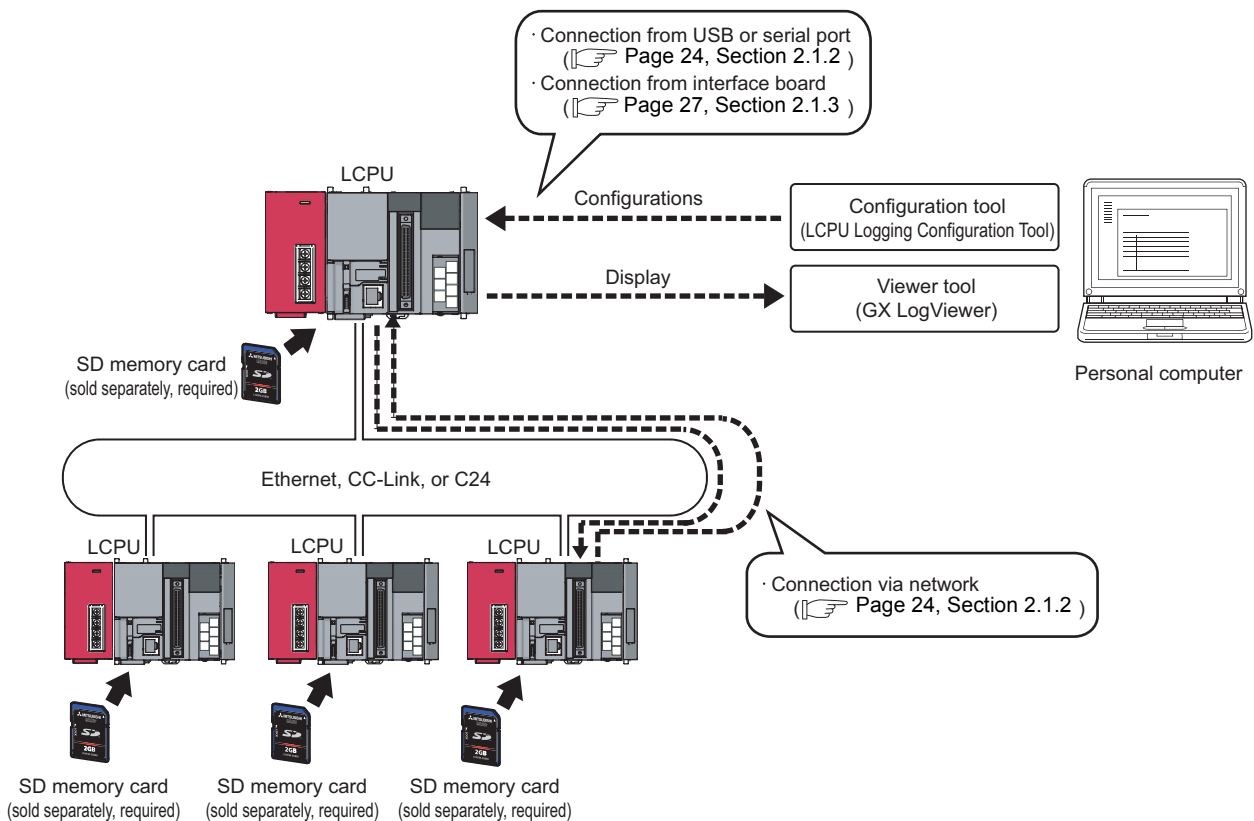 · Connection from USB or serial port
( Page 24, Section 2.1.2 )
· Connection from interface board
( Page 27, Section 2.1.3 )
LCPU
Configurations
Configuration tool
(LCPU Logging Configuration Tool)
Display
Viewer tool
(GX LogViewer)
Personal computer
SD memory card
(sold separately, required)
2GB
Ethernet, CC-Link, or C24
LCPU
LCPU
LCPU
· Connection via network
( Page 24, Section 2.1.2 )
2GB
2GB
2GB
SD memory card
(sold separately, required)
SD memory card
(sold separately, required)
SD memory card
(sold separately, required)